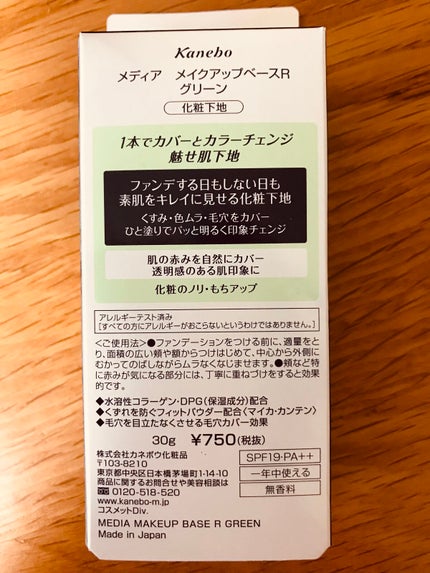 Kanebo
メディア メイクアップベースR
グリーン
化粧下地
1本でカバーとカラーチェンジ
魅せ肌下地
ファンデする日もしない日も
素肌をキレイに見せる化粧下地
くすみ・色ムラ・毛穴をカバー
ひと塗りでパッと明るく印象チェンジ
肌の赤みを自然にカバー
透明感のある肌印象に
化粧のノリ・もちアップ
アレルギーテスト済み
[すべての方にアレルギーがおこらないというわけではありません。]
<ご使用法>●ファンデーションをつける前に、適量をと
り、面積の広い頬や額からつけはじめて、中心から外側に
むかってのばしながらムラなくなじませます。●頬など特
に赤みが気になる部分には、丁寧に重ねづけをすると効果
的です。
◆水溶性コラーゲン・DPG(保湿成分)配合
◆くずれを防ぐフィットパウダー配合<マイカ・カンテン>
◆毛穴を目立たなくさせる毛穴カバー効果
30g ¥750(税抜)
株式会社カネボウ化粧品
〒103-8210
東京都中央区日本橋茅場町1-14-10
商品に関するお問合せや美容相談は
0120-518-520
www.kanebo-m.jp
コスメットDiv.
SPF19・PA++
一年中使える
無香料
MEDIA MAKEUP BASE R GREEN
Made in Japan